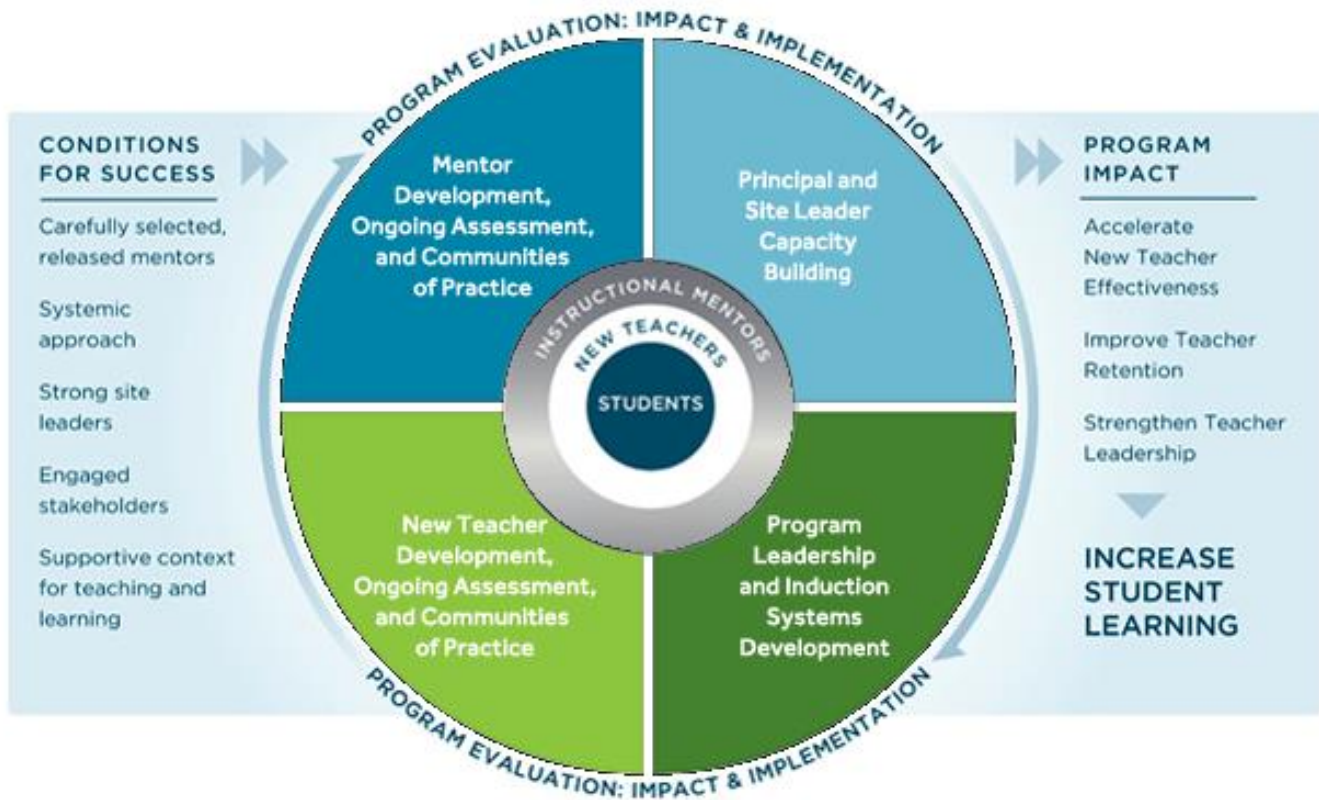 PROGRAM EVALUATION: IMPACT & IMPLEMENTATION
CONDITIONS
FOR SUCCESS
Carefully selected,
released mentors
Systemic
approach
Strong site
leaders
Engaged
stakeholders
Supportive context
for teaching and
learning
Mentor
Development,
Ongoing Assessment,
and Communities
of Practice
Principal and
Site Leader
Capacity
Building
INSTRUCTIONAL MENTORS
NEW TEACHERS
STUDENTS
New Teacher
Development,
Ongoing Assessment,
and Communities
of Practice
Program
Leadership
and Induction
Systems
Development
PROGRAM EVALUATION: IMPACT & IMPLEMENTATION
PROGRAM
IMPACT
Accelerate
New Teacher
Effectiveness
Improve Teacher
Retention
Strengthen Teacher
Leadership
INCREASE
STUDENT
LEARNING